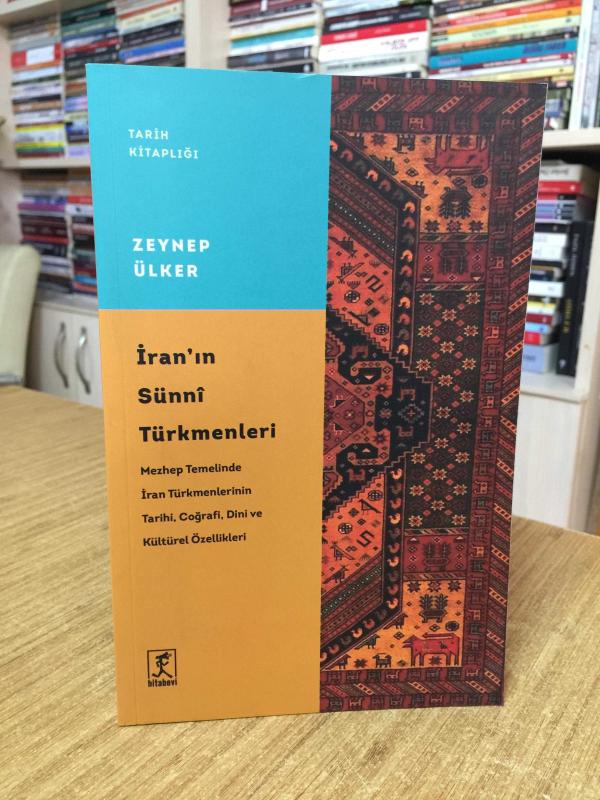 TARİH
KİTAPLIĞI
ZEYNEP
ÜLKER
İran'ın
Sünnî
Türkmenleri
Mezhep Temelinde
İran Türkmenlerinin
Tarihi, Coğrafi, Dini ve
Kültürel Özellikleri
hitabevi